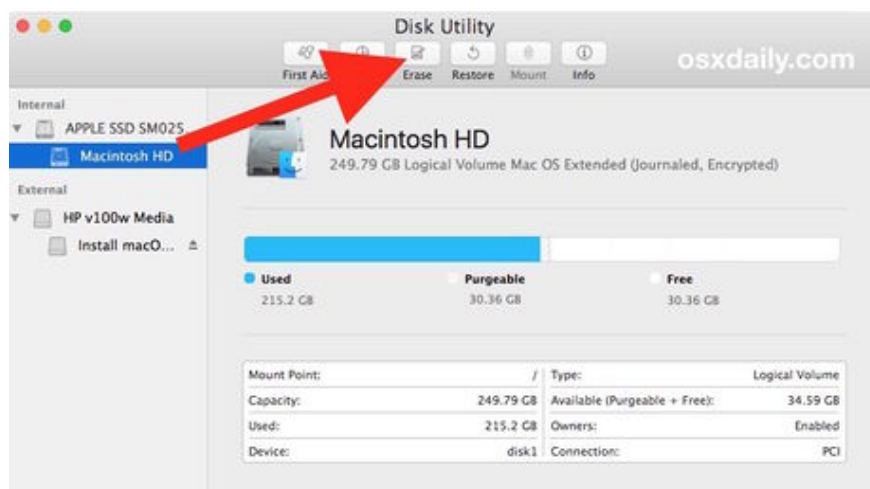 Disk Utility
First Aid
Erase Restore Mount Info
osxdaily.com
Internal
APPLE SSD SM025
Macintosh HD
External
HP v100w Media
Install macO...
Macintosh HD
249.79 GB Logical Volume Mac OS Extended (Journaled, Encrypted)
Used Purgeable Free
215.2 GB 30.36 GB 30.36 GB
Mount Point: / Type: Logical Volume
Capacity: 249.79 GB Available (Purgeable + Free): 34.59 GB
Used: 215.2 GB Owners: Enabled
Device: disk1 Connection: PCI